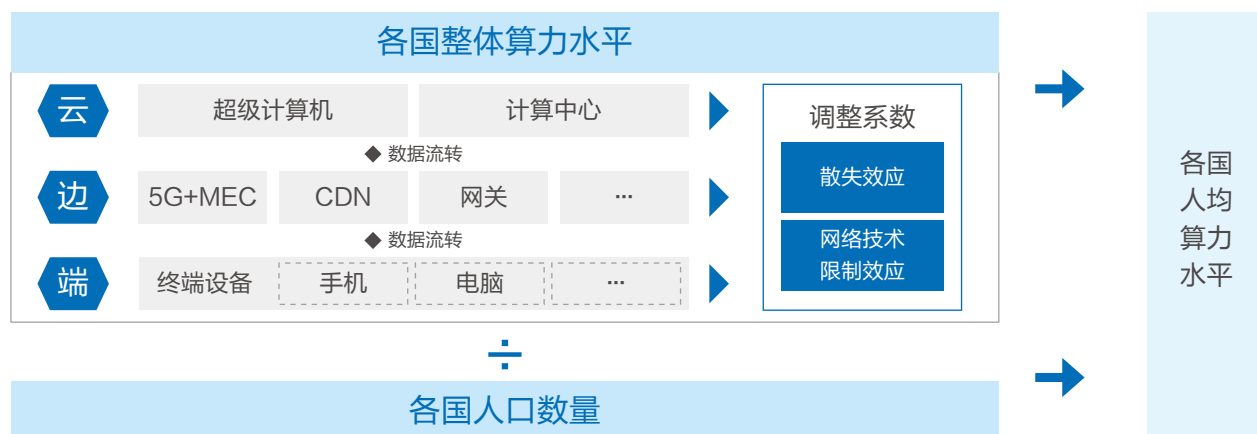 各国整体算力水平
云
超级计算机
计算中心
◆ 数据流转
边
5G+MEC
CDN
网关
...
◆ 数据流转
端
终端设备
手机
电脑
...
调整系数
散失效应
网络技术
限制效应
÷
各国人口数量
各国
人均
算力
水平